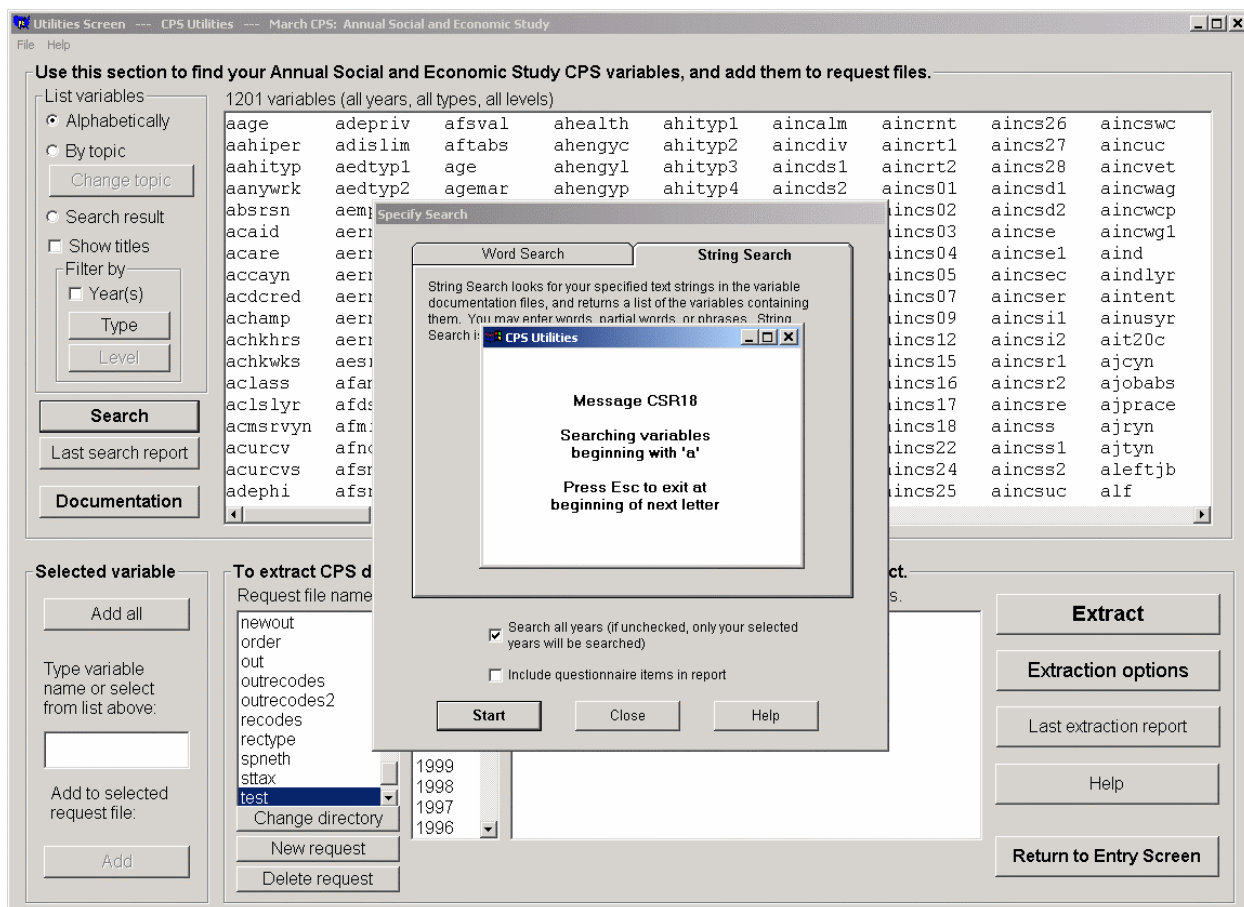 Utilities Screen --- CPS Utilities --- March CPS: Annual Social and Economic Study
File Help
Use this section to find your Annual Social and Economic Study CPS variables, and add them to request files.
List variables
Alphabetically
By topic
Change topic
Search result
Show titles
Filter by
Year(s)
Type
Level
Search
Last search report
Documentation
1201 variables (all years, all types, all levels)
aage adepriv afsval ahealth ahityp1 aincalm aincrnt aincs26 aincswc
aahiper adislim aftabs ahengyc ahityp2 aincdiv aincrt1 aincs27 aincuc
aahityp aedtyp1 age ahengyl ahityp3 aincds1 aincrt2 aincs28 aincvet
aanywrk aedtyp2 agemar ahengyp ahityp4 aincds2 aincs01 aincsd1 aincwag
absrsn aincs02 aincsd2 aincwcp
acaid aincs03 aincse aincwg1
acare aincs04 aincse1 aind
accayn aincs05 aincsec aindlyr
acdcred aincs07 aincser aintent
achamp aincs09 aincsi1 ainusyr
achkhrs aincs12 aincsi2 ait20c
achkwks aincs15 aincsr1 ajcyn
aclass aincs16 aincsr2 ajobabs
aclslyr aincs17 aincsre ajprace
acmsrvyn aincs18 aincss ajryn
acurcv aincs22 aincss1 ajtyn
acurcvs aincs24 aincss2 aleftjb
adephi aincs25 aincsuc alf
Specify Search
Word Search
String Search
String Search looks for your specified text strings in the variable
documentation files, and returns a list of the variables containing
them. You may enter words, partial words, or phrases. String
Search is
CPS Utilities
Message CSR18
Searching variables
beginning with 'a'
Press Esc to exit at
beginning of next letter
Search all years (if unchecked, only your selected
years will be searched)
Include questionnaire items in report
Start
Close
Help
Selected variable
Add all
Type variable
name or select
from list above:
Add to selected
request file:
Add
To extract CPS
Request file name
newout
order
out
outrecodes
outrecodes2
recodes
rectype
spneth
sttax
test
Change directory
New request
Delete request
1999
1998
1997
1996
Extract
Extraction options
Last extraction report
Help
Return to Entry Screen